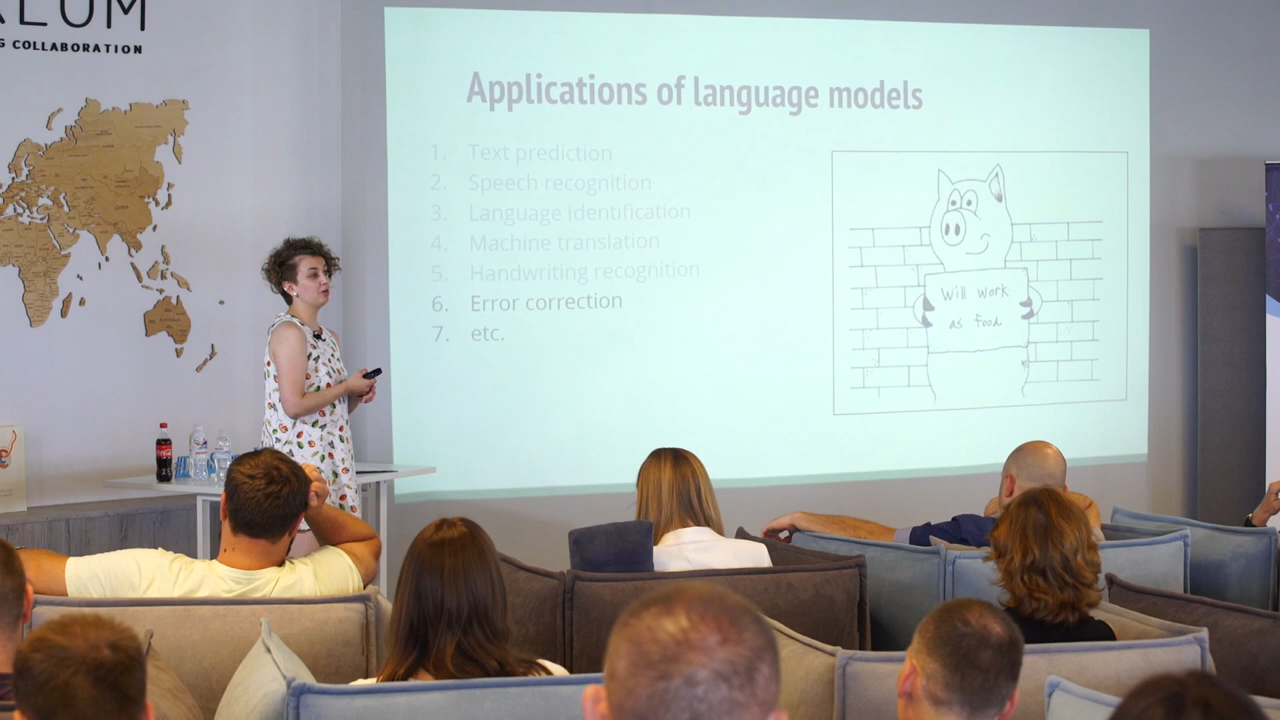 COLLABORATION
Applications of language models
1. Text prediction
2. Speech recognition
3. Language identification
4. Machine translation
5. Handwriting recognition
6. Error correction
7. etc.
Will work
as food